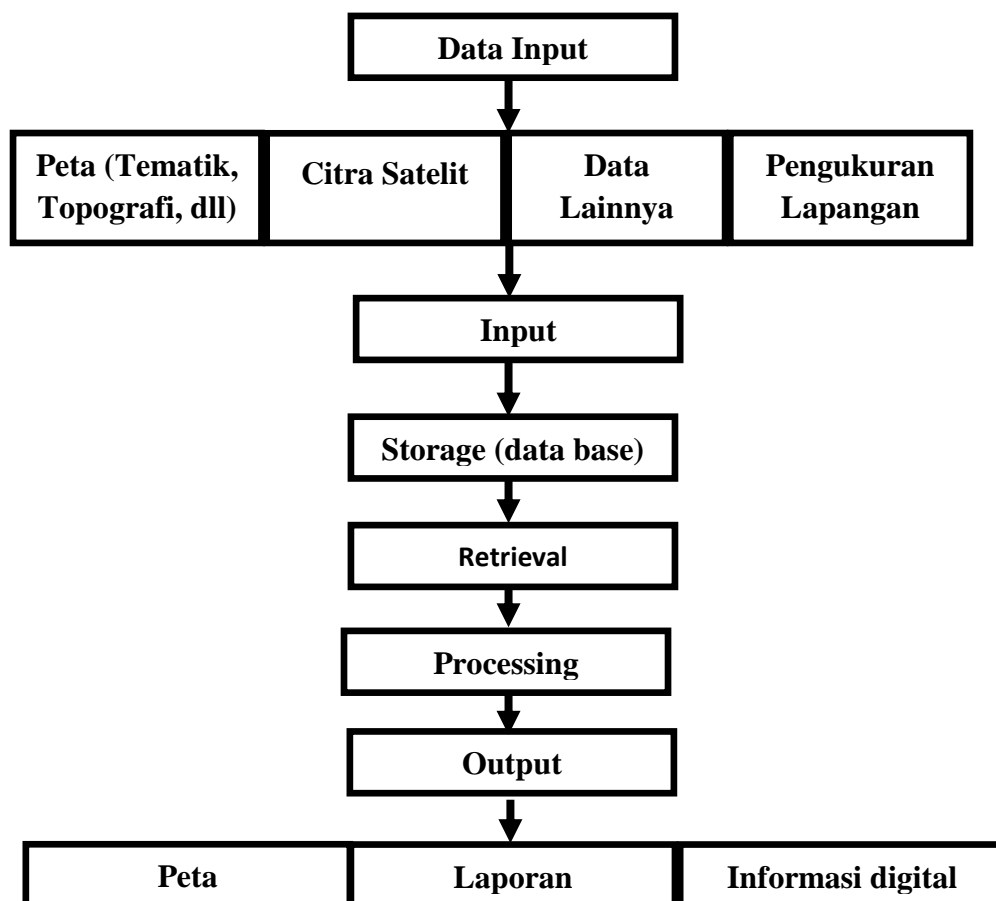 Data Input
Peta (Tematik,
Topografi, dll)
Citra Satelit
Data
Lainnya
Pengukuran
Lapangan
Input
Storage (data base)
Retrieval
Processing
Output
Peta
Laporan
Informasi digital